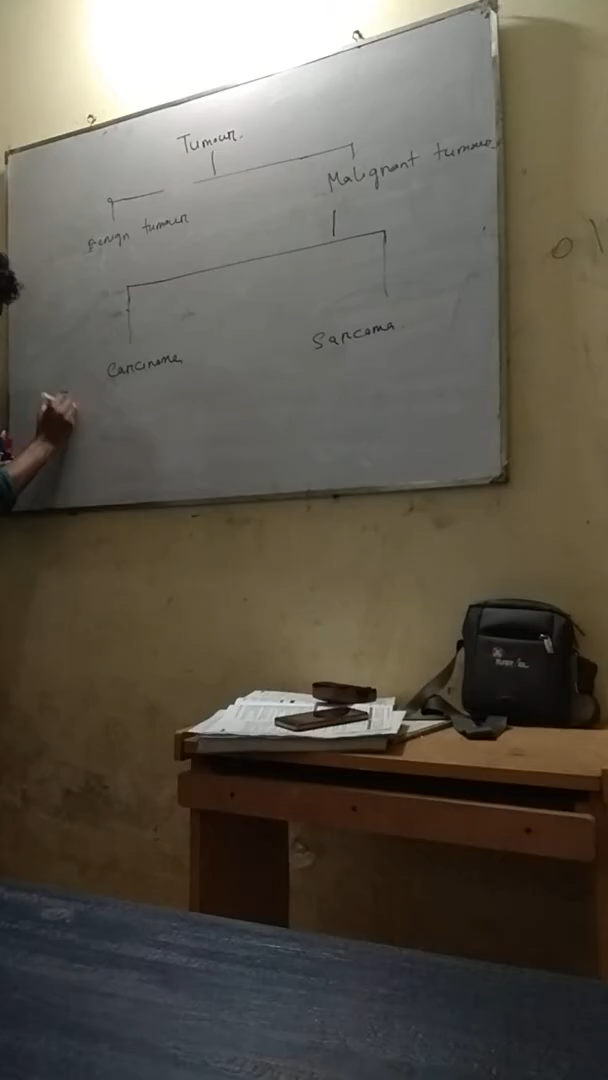 Tumour.
Malignant tumour
Benign tumour
Carcinoma
Sarcoma.